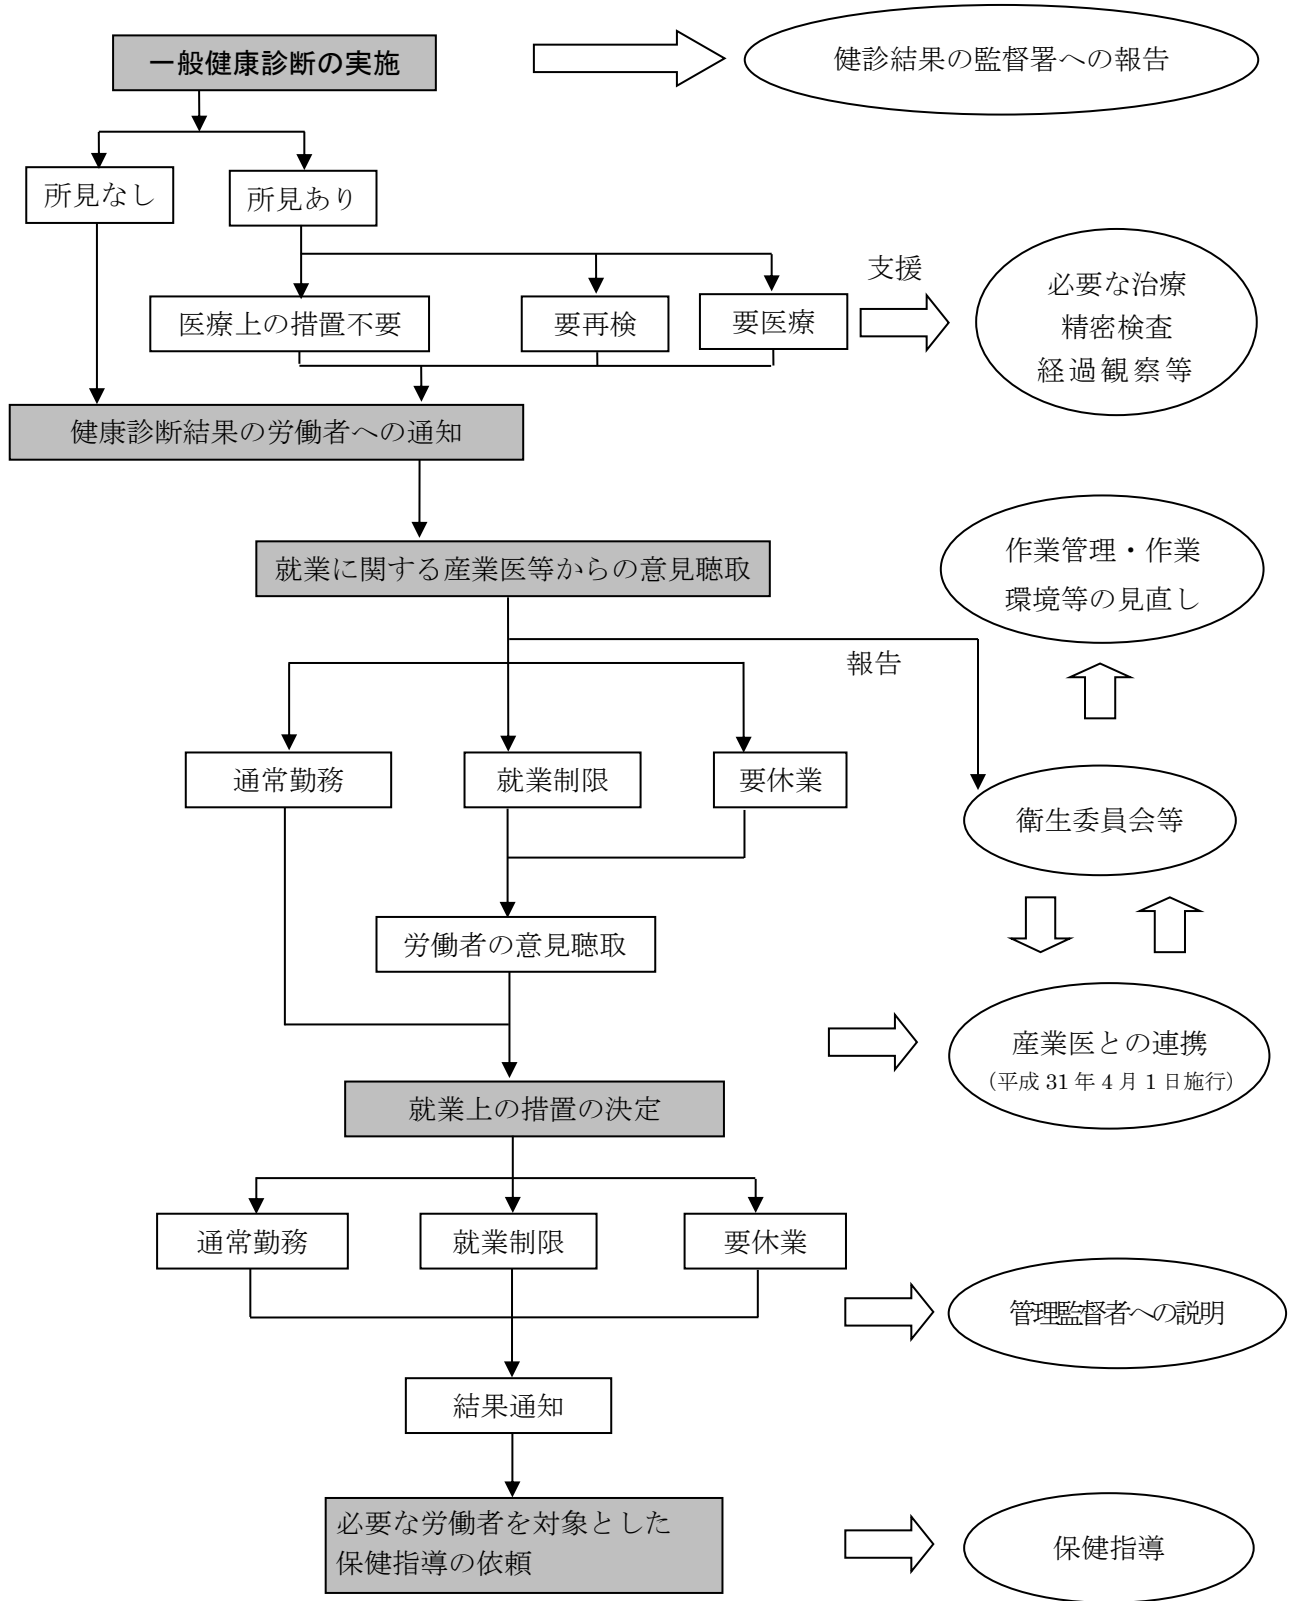 一般健康診断の実施
健診結果の監督署への報告
所見なし
所見あり
支援
医療上の措置不要
要再検
要医療
必要な治療
精密検査
経過観察等
健康診断結果の労働者への通知
就業に関する産業医等からの意見聴取
作業管理・作業
環境等の見直し
報告
通常勤務
就業制限
要休業
衛生委員会等
労働者の意見聴取
産業医との連携
（平成 31 年 4 月 1 日施行）
就業上の措置の決定
通常勤務
就業制限
要休業
管理監督者への説明
結果通知
必要な労働者を対象とした
保健指導の依頼
保健指導